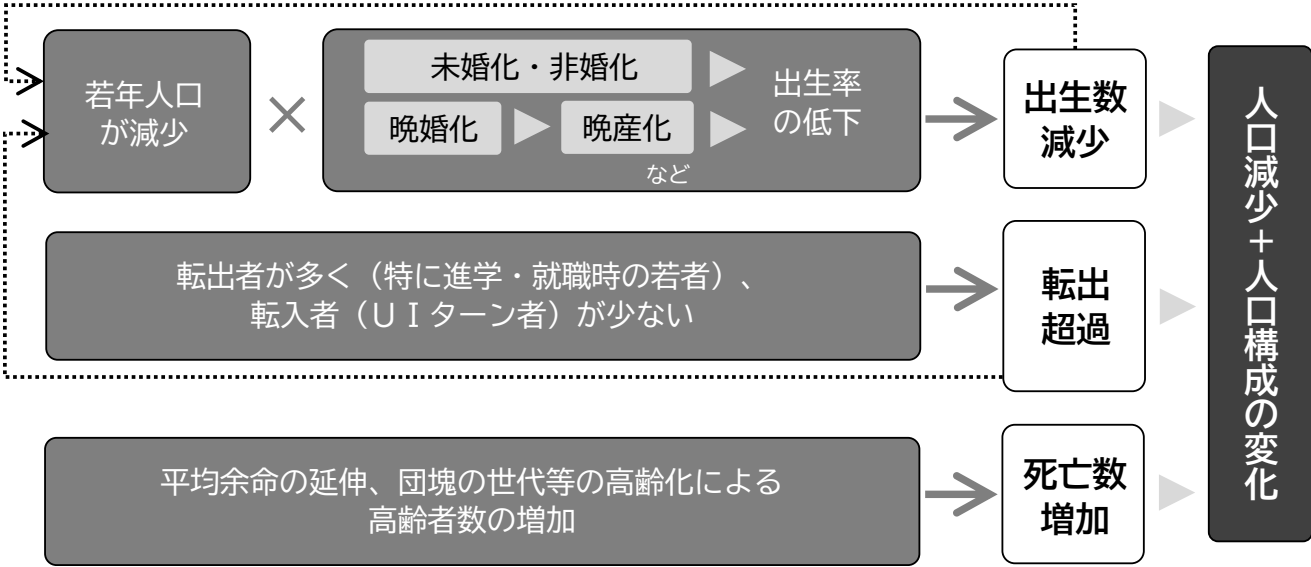 若年人口
が減少
×
未婚化・非婚化
晩婚化
晩産化
など
出生率
の低下
出生数
減少
転出者が多く（特に進学・就職時の若者）、
転入者（ＵＩターン者）が少ない
転出
超過
平均余命の延伸、団塊の世代等の高齢化による
高齢者数の増加
死亡数
増加
人口減少＋人口構成の変化